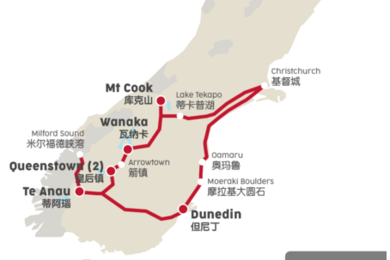 Christchurch
基督城
Mt Cook
库克山
Lake Tekapo
蒂卡普湖
Wanaka
瓦纳卡
Milford Sound
米尔福德峡湾
Arrowtown
箭镇
Oamaru
奥玛鲁
Queenstown (2)
皇后镇
Moeraki Boulders
摩拉基大圆石
Te Anau
蒂阿瑙
Dunedin
但尼丁